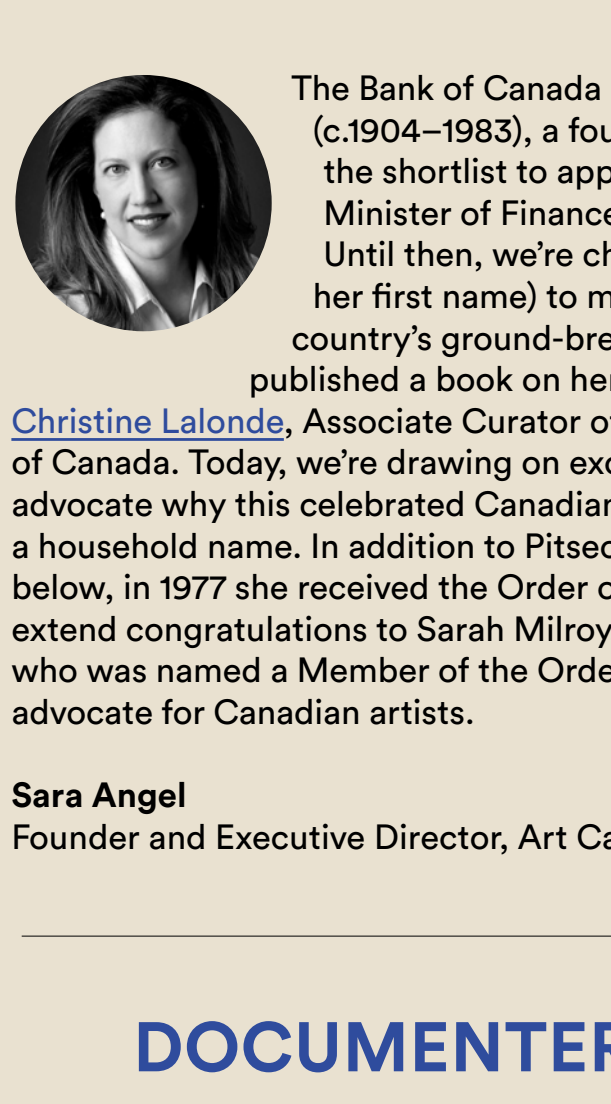 The Bank of Canada
(c.1904–1983), a fou
the shortlist to app
Minister of Finance
Until then, we’re ch
her first name) to m
country’s ground-bre
published a book on her
Christine Lalonde, Associate Curator of
of Canada. Today, we’re drawing on exc
advocate why this celebrated Canadian
a household name. In addition to Pitseo
below, in 1977 she received the Order o
extend congratulations to Sarah Milroy
who was named a Member of the Orde
advocate for Canadian artists.
Sara Angel
Founder and Executive Director, Art Ca
DOCUMENTER